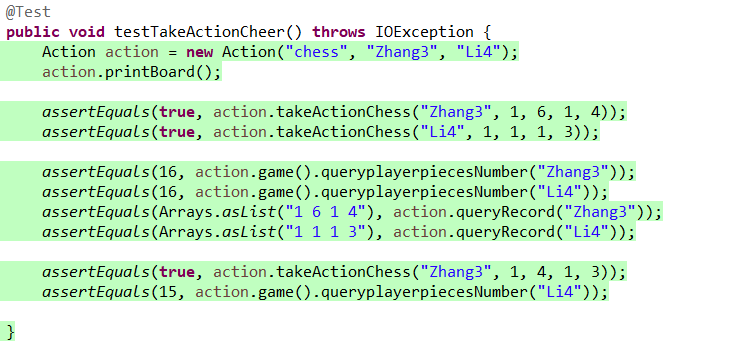 @Test
public void testTakeActionCheer() throws IOException {
Action action = new Action("chess", "Zhang3", "Li4");
action.printBoard();
assertEquals(true, action.takeActionChess("Zhang3", 1, 6, 1, 4));
assertEquals(true, action.takeActionChess("Li4", 1, 1, 1, 3));
assertEquals(16, action.game().queryplayerpiecesNumber("Zhang3"));
assertEquals(16, action.game().queryplayerpiecesNumber("Li4"));
assertEquals(Arrays.asList("1 6 1 4"), action.queryRecord("Zhang3"));
assertEquals(Arrays.asList("1 1 1 3"), action.queryRecord("Li4"));
assertEquals(true, action.takeActionChess("Zhang3", 1, 4, 1, 3));
assertEquals(15, action.game().queryplayerpiecesNumber("Li4"));
}